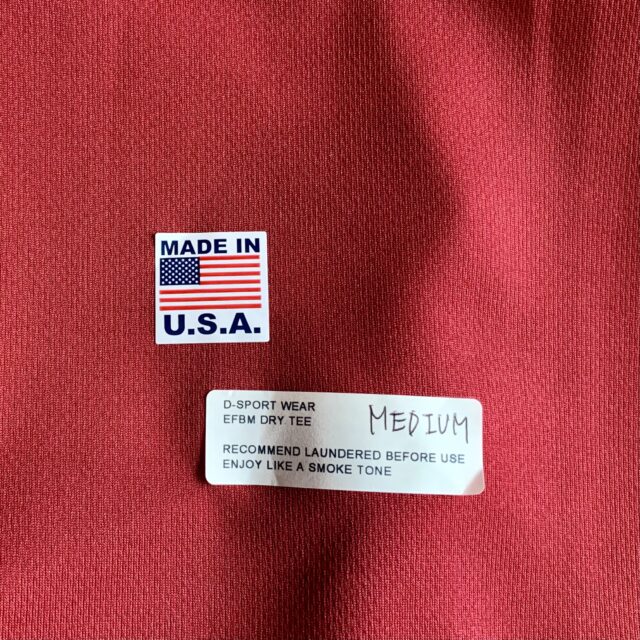 MADE IN
U.S.A.
D-SPORT WEAR
EFBM DRY TEE
MEDIUM
RECOMMEND LAUNDERED BEFORE USE
ENJOY LIKE A SMOKE TONE